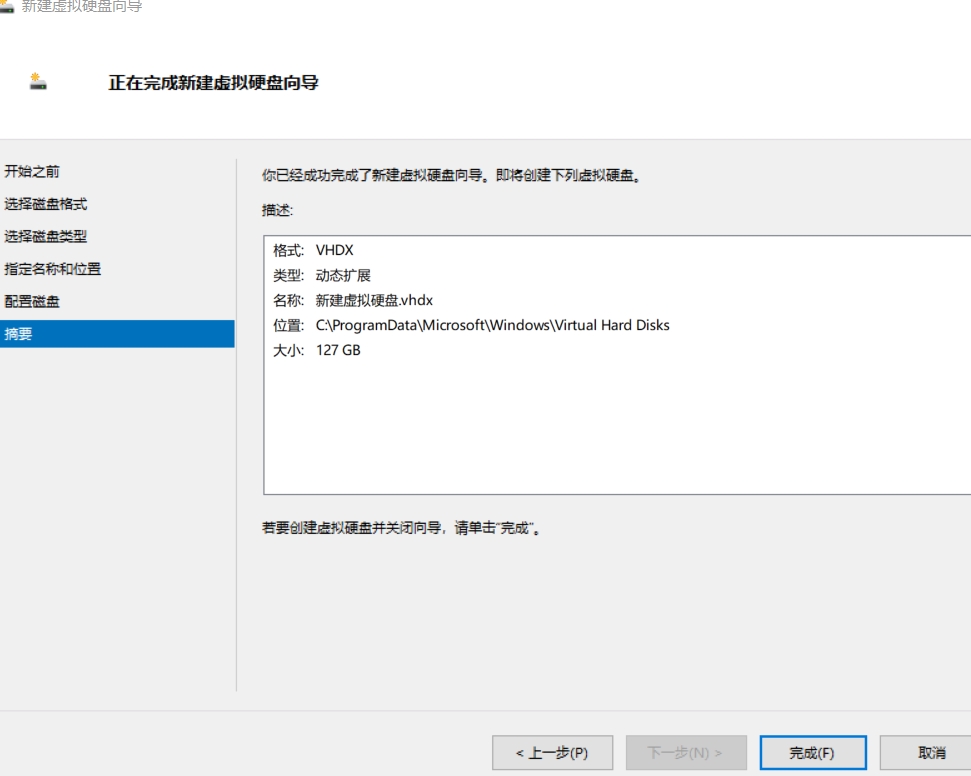 新建虚拟硬盘向导
正在完成新建虚拟硬盘向导
开始之前
选择磁盘格式
选择磁盘类型
指定名称和位置
配置磁盘
摘要
你已经成功完成了新建虚拟硬盘向导。即将创建下列虚拟硬盘。
描述:
格式: VHDX
类型: 动态扩展
名称: 新建虚拟硬盘.vhdx
位置: C:\ProgramData\Microsoft\Windows\Virtual Hard Disks
大小: 127 GB
若要创建虚拟硬盘并关闭向导，请单击“完成”。
< 上一步(P)
下一步(N) >
完成(F)
取消